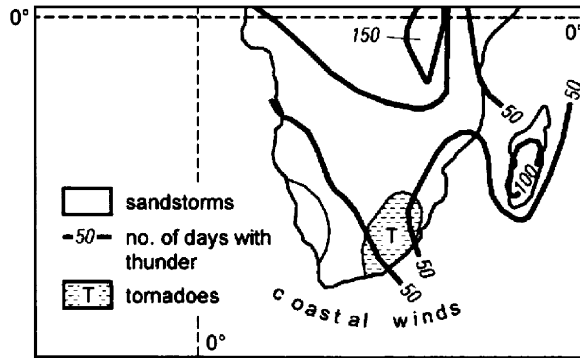 0°
0°
150
50
50
100
sandstorms
50 no. of days with
thunder
T tornadoes
T
50
50
coastal winds
0°